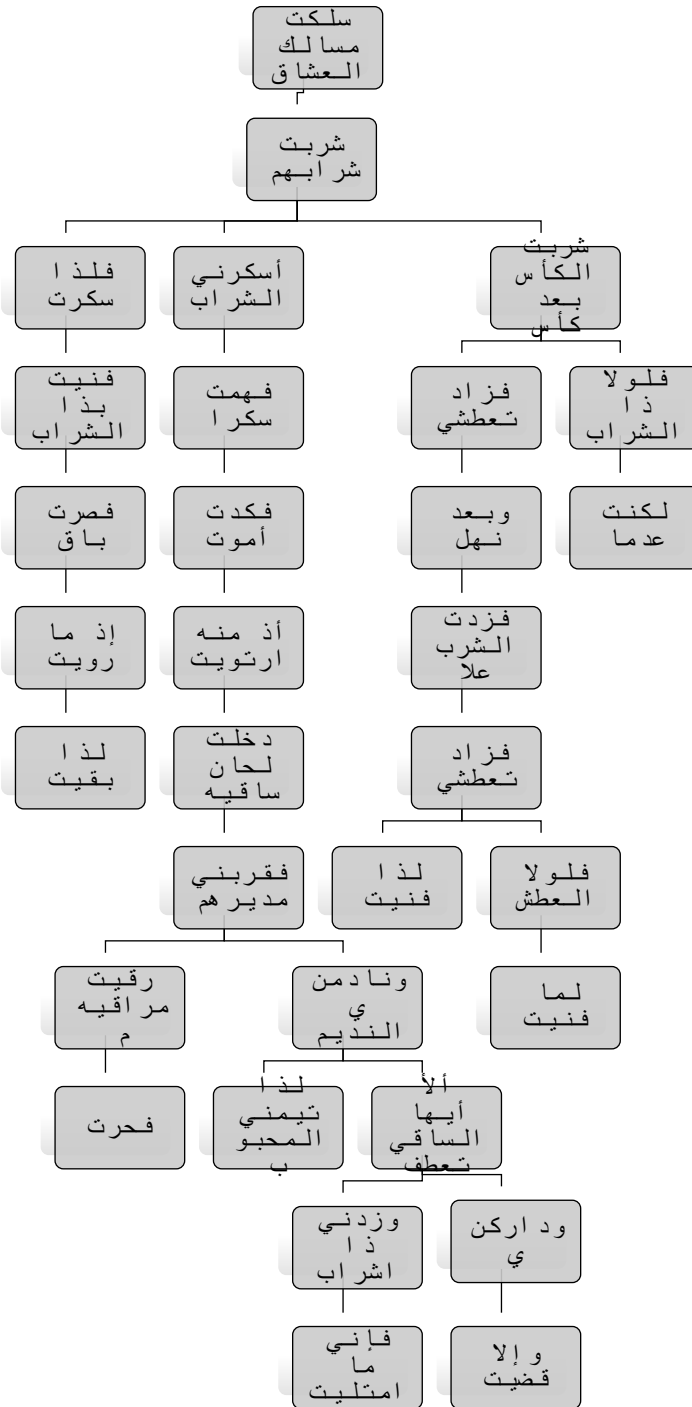 سلكت
مسالك
العشاق
شربت
شرابهم
شربت
الكأس
بعد
كأس
أسكرني
الشراب
فلذا
سكرت
فلولا
ذا
الشراب
فزاد
تعطشي
فهمت
سكرا
فنيت
بذا
الشراب
لكنت
عدما
وبعد
نهل
فكدت
أموت
فصرت
باق
فزدت
الشرب
علا
أذ منه
ارتويت
إذ ما
رويت
فزاد
تعطشي
دخلت
لحان
ساقيه
لذا
بقيت
فلولا
العطش
لذا
فنيت
فقربني
مديرهم
لما
فنيت
ونادمن
ي
النديم
رقيت
مراقيه
م
ألأ
أيها
الساقي
تعطف
لذا
تيمني
المحبو
ب
فحرت
وداركن
ي
وزدني
ذا
اشراب
وإلا
قضيت
فإني
ما
امتليت